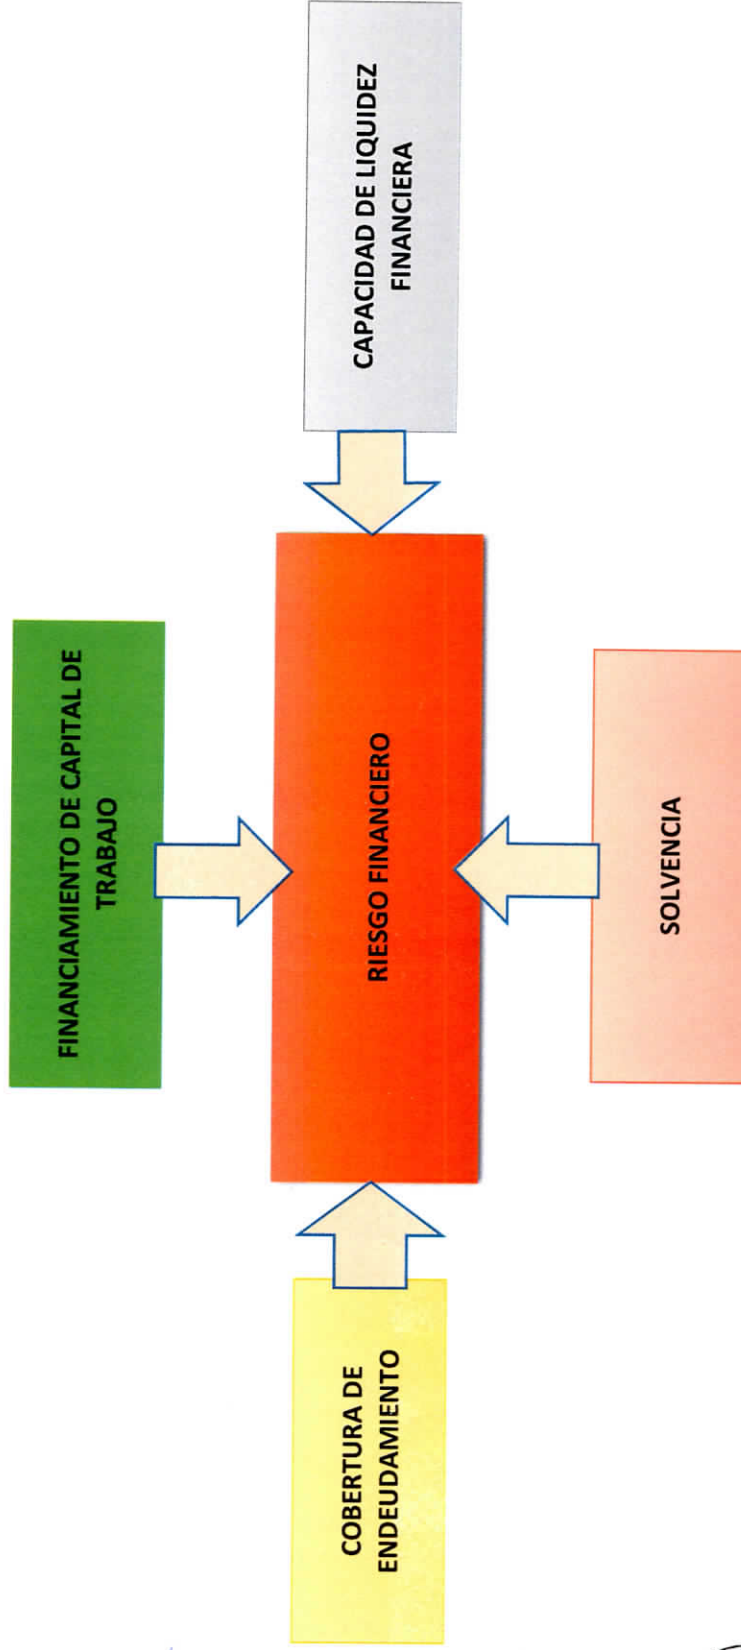 FINANCIAMIENTO DE CAPITAL DE
TRABAJO
COBERTURA DE
ENDEUDAMIENTO
RIESGO FINANCIERO
CAPACIDAD DE LIQUIDEZ
FINANCIERA
SOLVENCIA